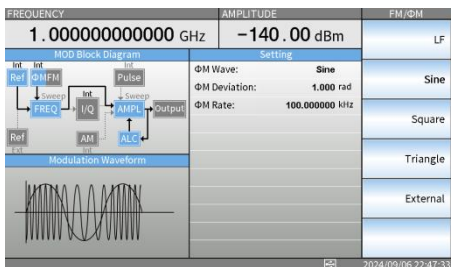 FREQUENCY AMPLITUDE FM/ΦM
1.000000000000 GHz -140.00 dBm LF
MOD Block Diagram Setting
Int Int Int
Ref ΦM FM Pulse
Sweep Int Sweep
FREQ I/Q AMPL Output
Ref AM ALC
Ext Int
ΦM Wave: Sine
ΦM Deviation: 1.000 rad
ΦM Rate: 100.000000 kHz
Modulation Waveform
Sine
Square
Triangle
External
2024/09/06 22:47:33